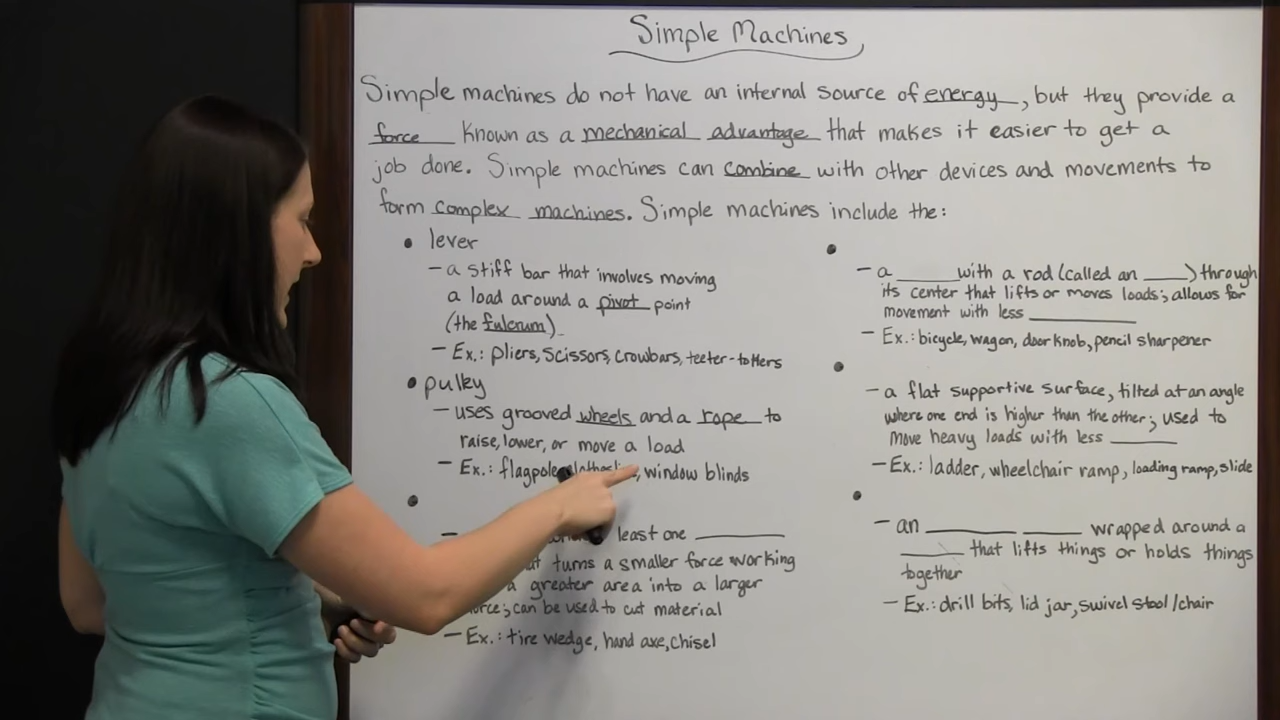 Simple Machines
Simple machines do not have an internal source of energy, but they provide a
force known as a mechanical advantage that makes it easier to get a
job done. Simple machines can combine with other devices and movements to
form complex machines. Simple machines include the:
• lever
- a stiff bar that involves moving
a load around a pivot point
(the fulcrum)
- Ex.: pliers, scissors, crowbars, teeter-totters
• pulley
- uses grooved wheels and a rope to
raise, lower, or move a load
- Ex.: flagpole, window blinds
•
- least one ________
turns a smaller force working
a greater area into a larger
force; can be used to cut material
- Ex.: tire wedge, hand axe, chisel
•
- a _____ with a rod (called an ____) through
its center that lifts or moves loads; allows for
movement with less __________
- Ex.: bicycle, wagon, door knob, pencil sharpener
•
- a flat supportive surface, tilted at an angle
where one end is higher than the other; used to
move heavy loads with less ______
- Ex.: ladder, wheelchair ramp, loading ramp, slide
•
- an ________ _____ wrapped around a
_____ that lifts things or holds things
together
- Ex.: drill bits, lid jar, swivel stool/chair